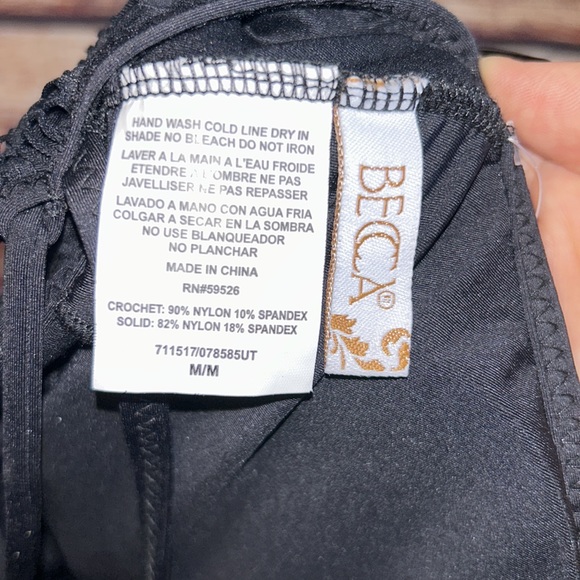 HAND WASH COLD LINE DRY IN
SHADE NO BLEACH DO NOT IRON
LAVER A LA MAIN A L'EAU FROIDE
ETENDRE A L'OMBRE NE PAS
JAVELLISER NE PAS REPASSER
LAVADO A MANO CON AGUA FRIA
COLGAR A SECAR EN LA SOMBRA
NO USE BLANQUEADOR
NO PLANCHAR
MADE IN CHINA
RN#59526
CROCHET: 90% NYLON 10% SPANDEX
SOLID: 82% NYLON 18% SPANDEX
711517/078585UT
M/M
BECCA®